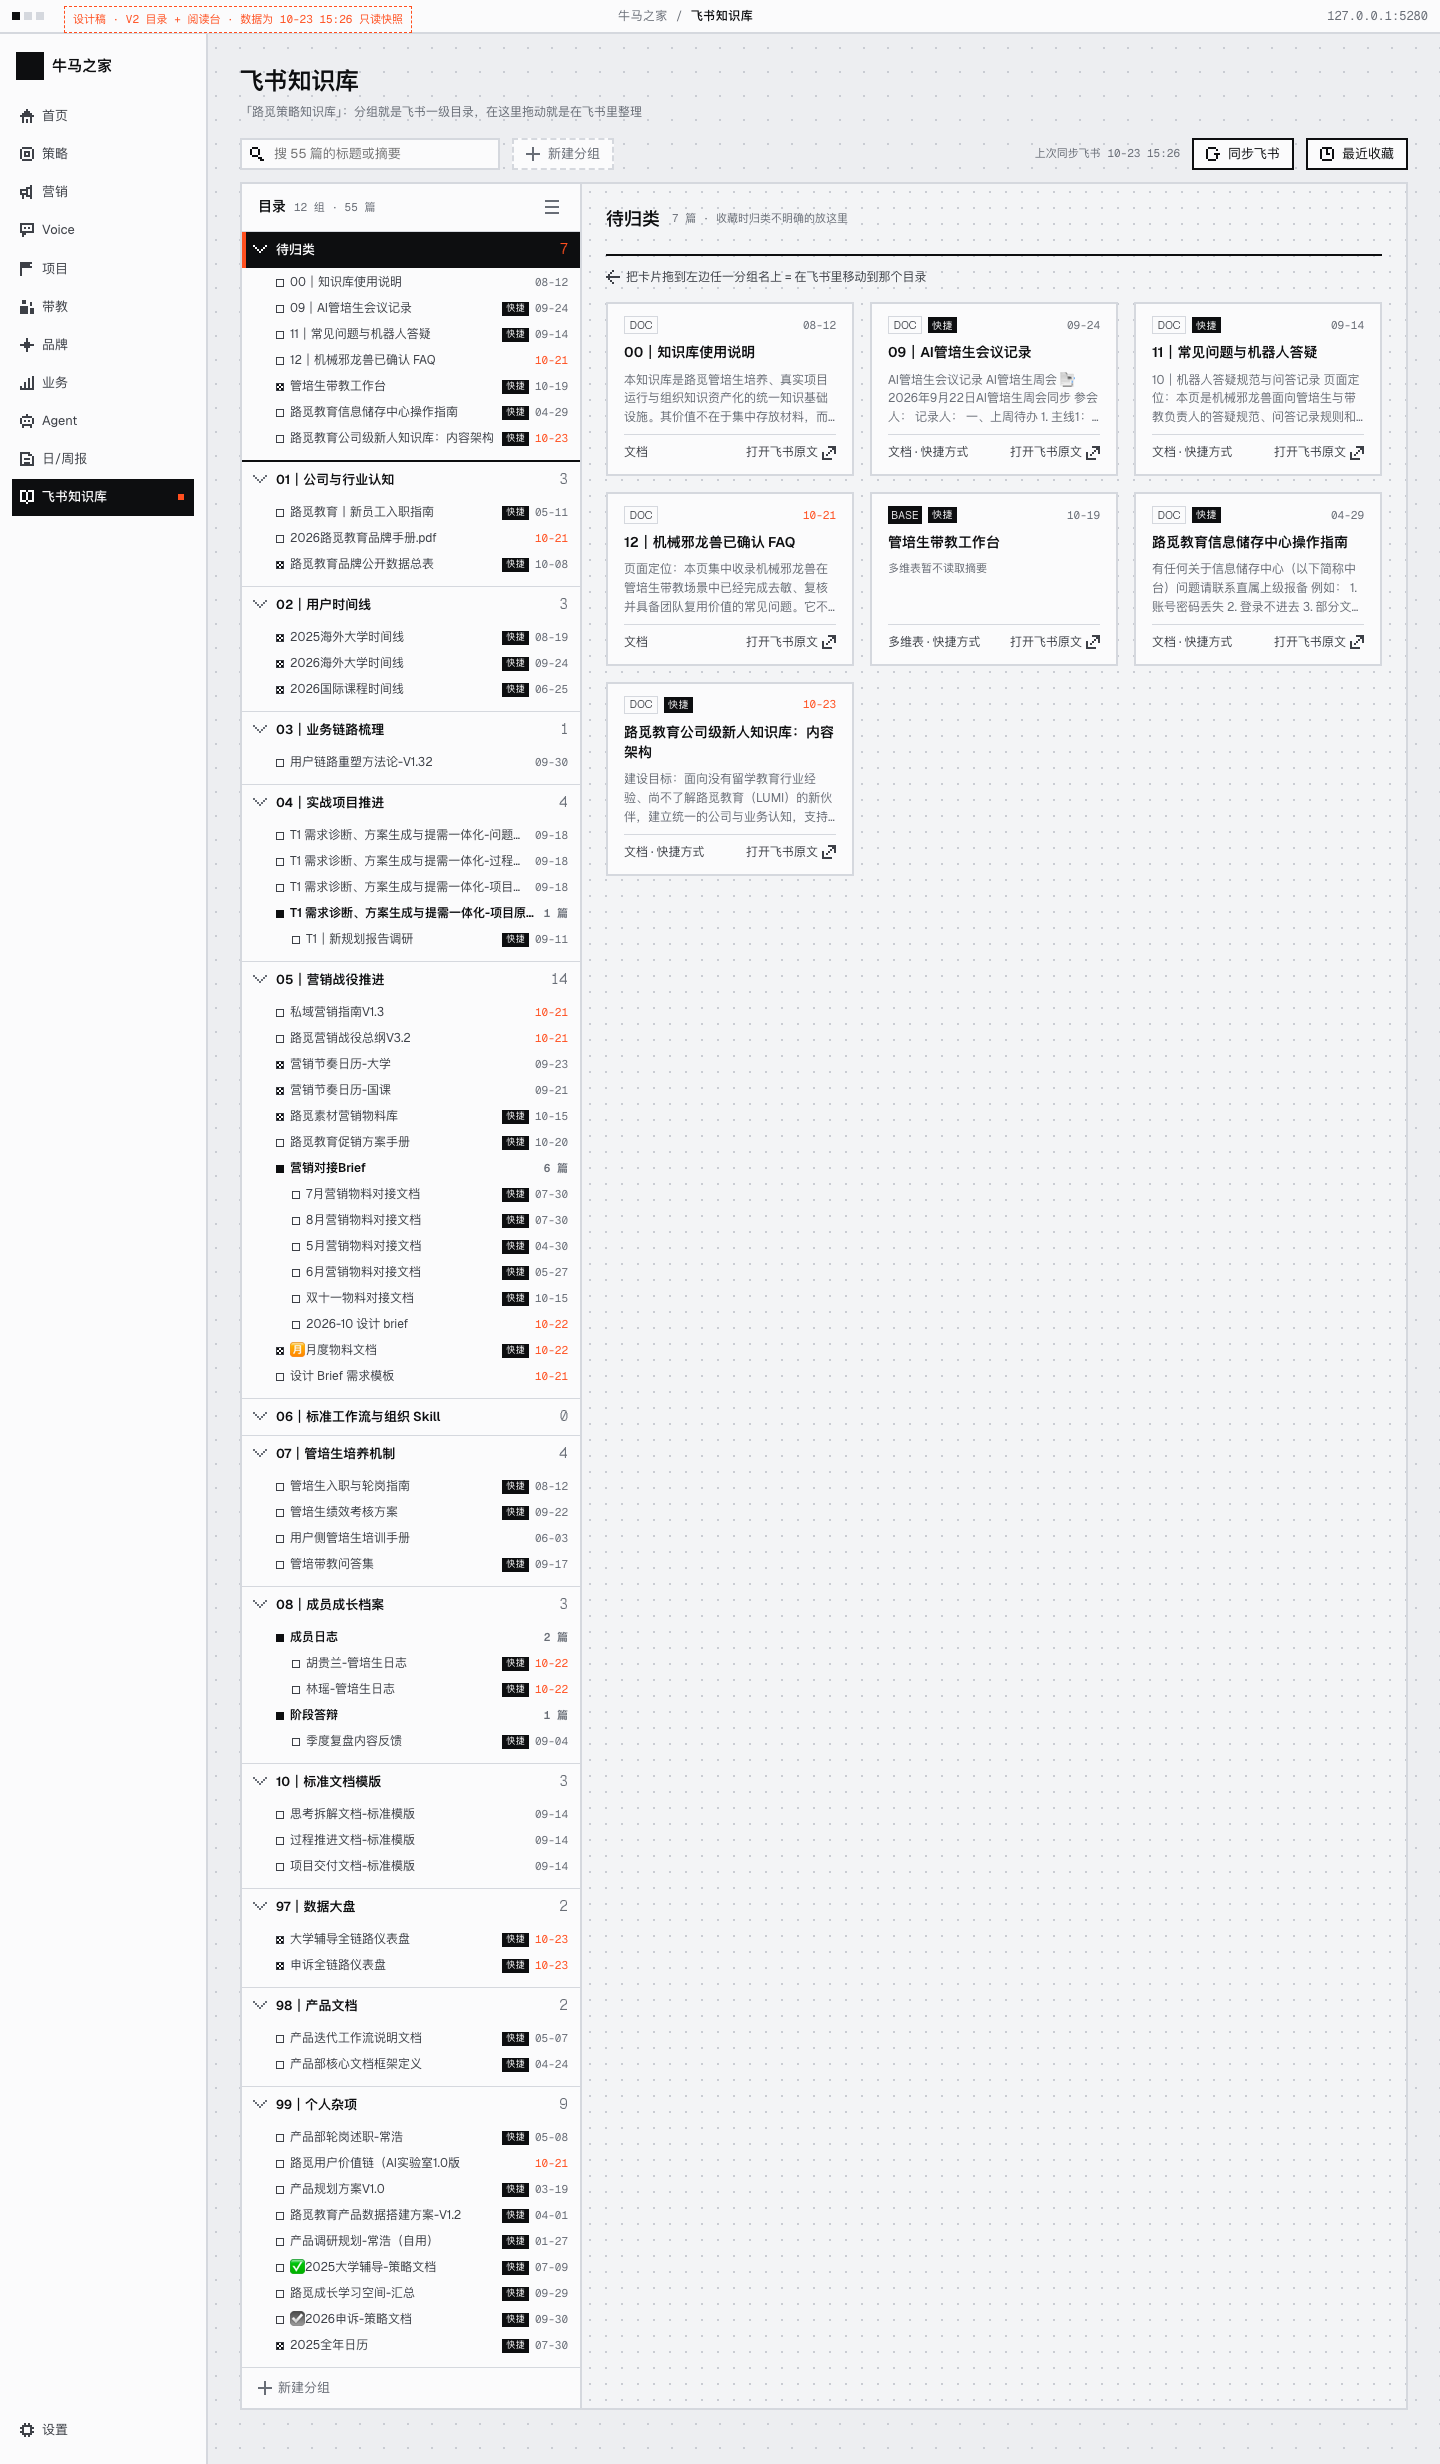 设计稿 · V2 目录 + 阅读台 · 数据为 10-23 15:26 只读快照
牛马之家 / 飞书知识库
127.0.0.1:5280
牛马之家
首页
策略
营销
Voice
项目
带教
品牌
业务
Agent
日/周报
飞书知识库
设置
飞书知识库
「路觅策略知识库」：分组就是飞书一级目录，在这里拖动就是在飞书里整理
搜 55 篇的标题或摘要
新建分组
上次同步飞书 10-23 15:26
同步飞书
最近收藏
目录 12 组 · 55 篇
待归类 7
00｜知识库使用说明 08-12
09｜AI管培生会议记录 快捷 09-24
11｜常见问题与机器人答疑 快捷 09-14
12｜机械邪龙兽已确认 FAQ 10-21
管培生带教工作台 快捷 10-19
路觅教育信息储存中心操作指南 快捷 04-29
路觅教育公司级新人知识库：内容架构 快捷 10-23
01｜公司与行业认知 3
路觅教育丨新员工入职指南 快捷 05-11
2026路觅教育品牌手册.pdf 10-21
路觅教育品牌公开数据总表 快捷 10-08
02｜用户时间线 3
2025海外大学时间线 快捷 08-19
2026海外大学时间线 快捷 09-24
2026国际课程时间线 快捷 06-25
03｜业务链路梳理 1
用户链路重塑方法论-V1.32 09-30
04｜实战项目推进 4
T1 需求诊断、方案生成与提需一体化-问题… 09-18
T1 需求诊断、方案生成与提需一体化-过程… 09-18
T1 需求诊断、方案生成与提需一体化-项目… 09-18
T1 需求诊断、方案生成与提需一体化-项目原… 1 篇
T1｜新规划报告调研 快捷 09-11
05｜营销战役推进 14
私域营销指南V1.3 10-21
路觅营销战役总纲V3.2 10-21
营销节奏日历-大学 09-23
营销节奏日历-国课 09-21
路觅素材营销物料库 快捷 10-15
路觅教育促销方案手册 快捷 10-20
营销对接Brief 6 篇
7月营销物料对接文档 快捷 07-30
8月营销物料对接文档 快捷 07-30
5月营销物料对接文档 快捷 04-30
6月营销物料对接文档 快捷 05-27
双十一物料对接文档 快捷 10-15
2026-10 设计 brief 10-22
🈷️月度物料文档 快捷 10-22
设计 Brief 需求模板 10-21
06｜标准工作流与组织 Skill 0
07｜管培生培养机制 4
管培生入职与轮岗指南 快捷 08-12
管培生绩效考核方案 快捷 09-22
用户侧管培生培训手册 06-03
管培带教问答集 快捷 09-17
08｜成员成长档案 3
成员日志 2 篇
胡贵兰-管培生日志 快捷 10-22
林瑶-管培生日志 快捷 10-22
阶段答辩 1 篇
季度复盘内容反馈 快捷 09-04
10｜标准文档模版 3
思考拆解文档-标准模版 09-14
过程推进文档-标准模版 09-14
项目交付文档-标准模版 09-14
97｜数据大盘 2
大学辅导全链路仪表盘 快捷 10-23
申诉全链路仪表盘 快捷 10-23
98｜产品文档 2
产品迭代工作流说明文档 快捷 05-07
产品部核心文档框架定义 快捷 04-24
99｜个人杂项 9
产品部轮岗述职-常浩 快捷 05-08
路觅用户价值链（AI实验室1.0版 10-21
产品规划方案V1.0 快捷 03-19
路觅教育产品数据搭建方案-V1.2 快捷 04-01
产品调研规划-常浩（自用） 快捷 01-27
✅2025大学辅导-策略文档 快捷 07-09
路觅成长学习空间-汇总 快捷 09-29
☑️2026申诉-策略文档 快捷 09-30
2025全年日历 快捷 07-30
新建分组
待归类 7 篇 · 收藏时归类不明确的放这里
把卡片拖到左边任一分组名上 = 在飞书里移动到那个目录
DOC 08-12
00｜知识库使用说明
本知识库是路觅管培生培养、真实项目
运行与组织知识资产化的统一知识基础
设施。其价值不在于集中存放材料，而…
文档 打开飞书原文
DOC 快捷 09-24
09｜AI管培生会议记录
AI管培生会议记录 AI管培生周会
2026年9月22日AI管培生周会同步 参会
人： 记录人： 一、上周待办 1. 主线1：…
文档 · 快捷方式 打开飞书原文
DOC 快捷 09-14
11｜常见问题与机器人答疑
10｜机器人答疑规范与问答记录 页面定
位：本页是机械邪龙兽面向管培生与带
教负责人的答疑规范、问答记录规则和…
文档 · 快捷方式 打开飞书原文
DOC 10-21
12｜机械邪龙兽已确认 FAQ
页面定位：本页集中收录机械邪龙兽在
管培生带教场景中已经完成去敏、复核
并具备团队复用价值的常见问题。它不…
文档 打开飞书原文
BASE 快捷 10-19
管培生带教工作台
多维表暂不读取摘要
多维表 · 快捷方式 打开飞书原文
DOC 快捷 04-29
路觅教育信息储存中心操作指南
有任何关于信息储存中心（以下简称中
台）问题请联系直属上级报备 例如： 1.
账号密码丢失 2. 登录不进去 3. 部分文…
文档 · 快捷方式 打开飞书原文
DOC 快捷 10-23
路觅教育公司级新人知识库：内容
架构
建设目标：面向没有留学教育行业经
验、尚不了解路觅教育（LUMI）的新伙
伴，建立统一的公司与业务认知，支持…
文档 · 快捷方式 打开飞书原文